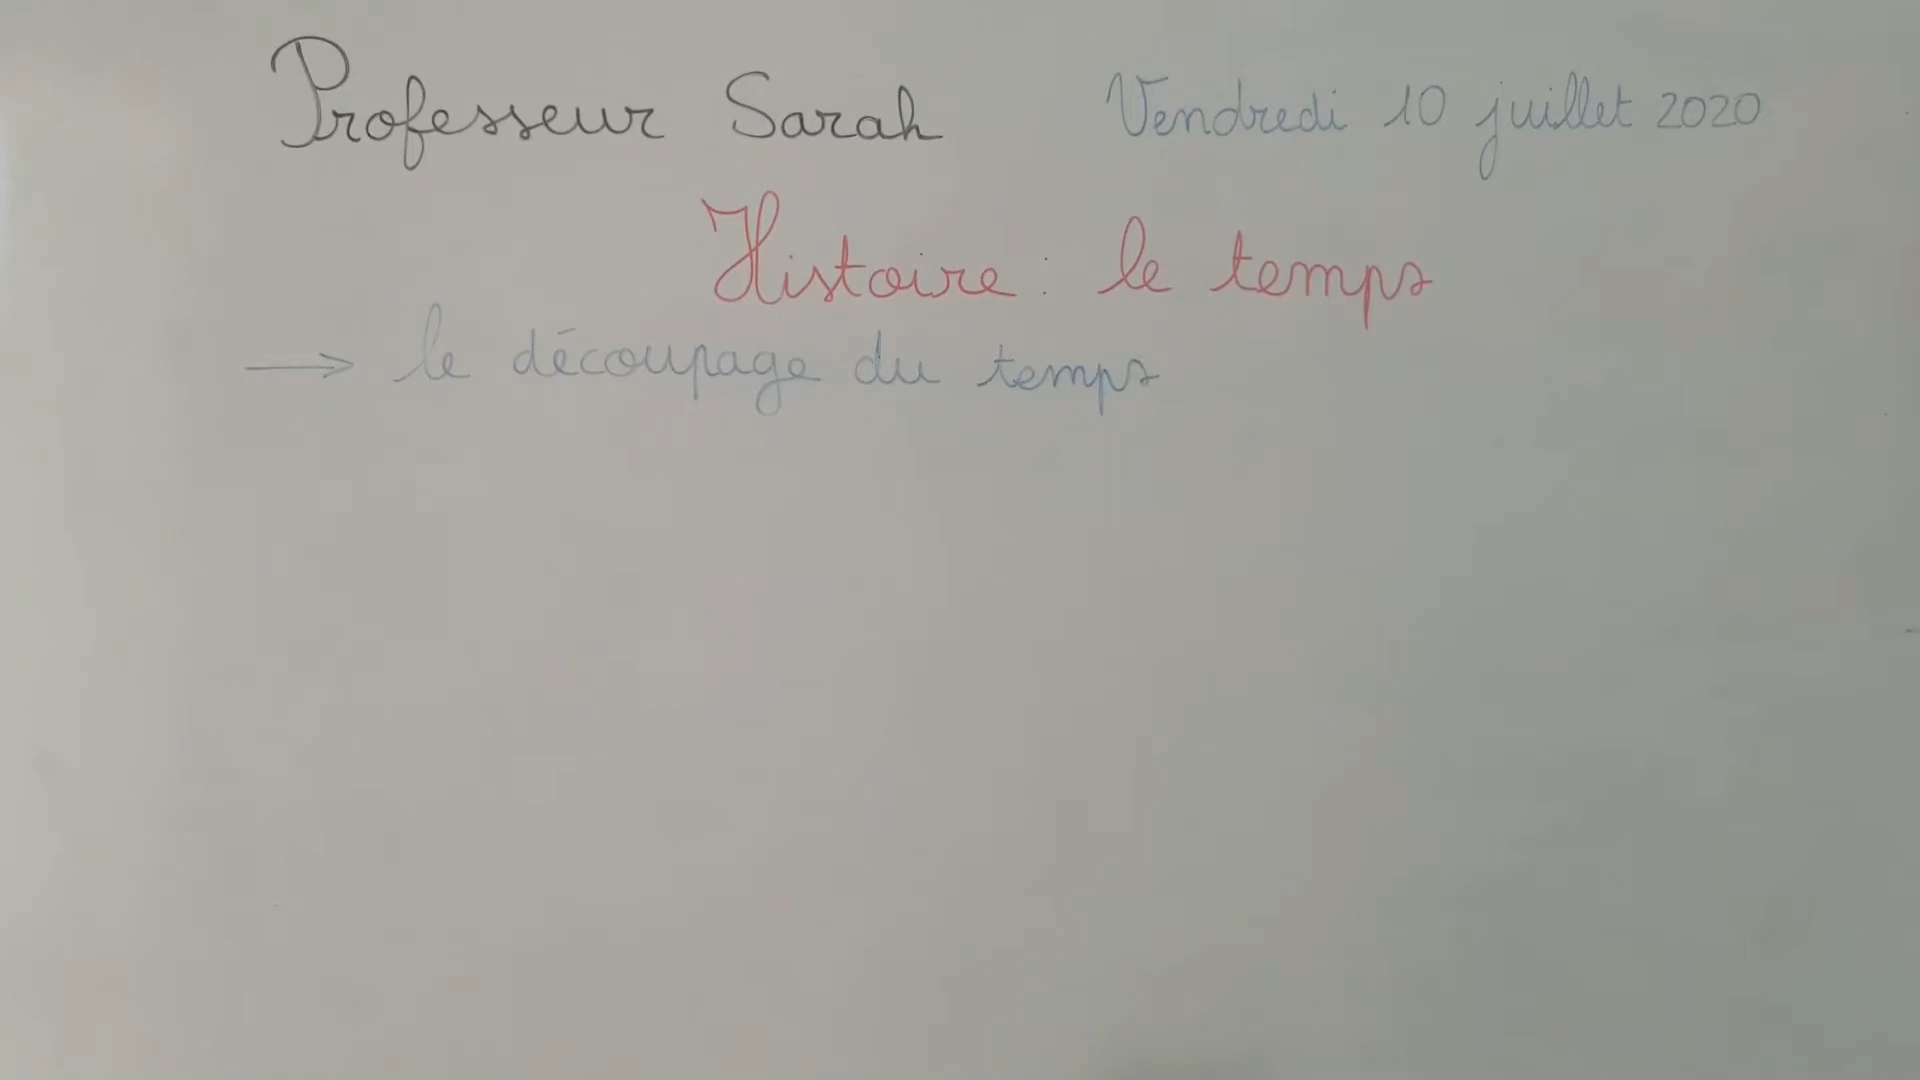 Professeur Sarah Vendredi 10 juillet 2020
Histoire : le temps
→ le découpage du temps